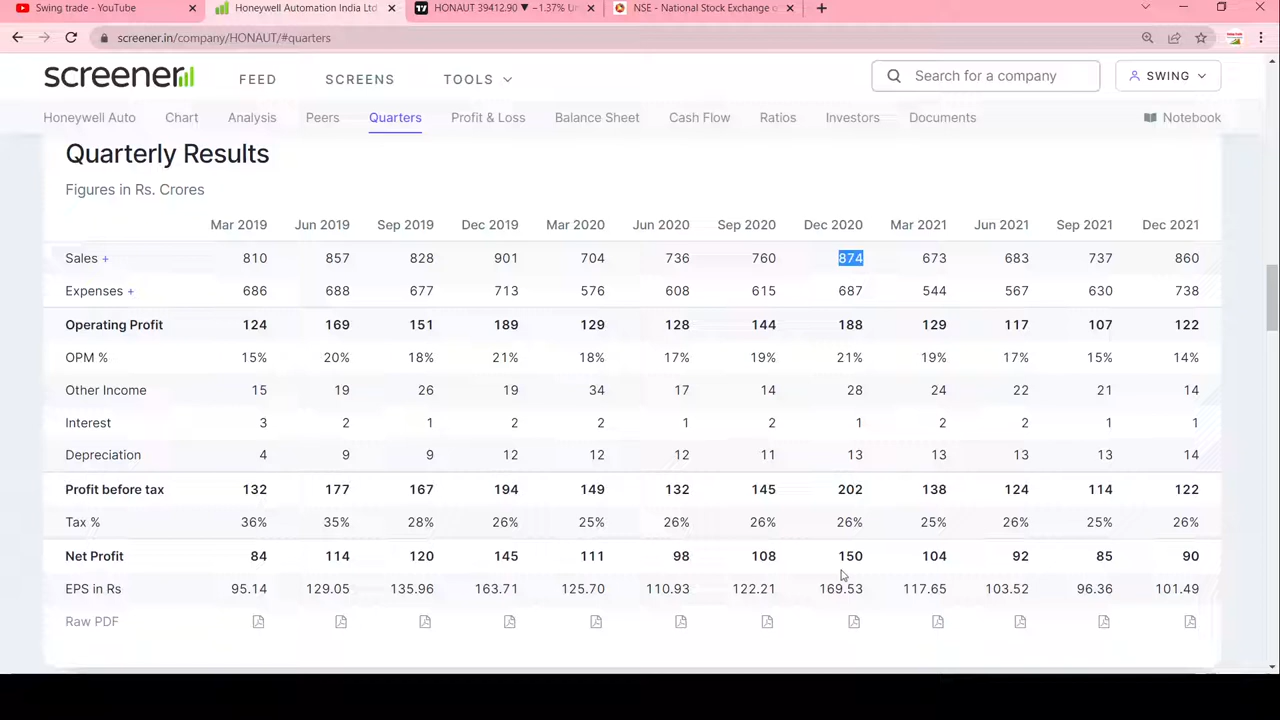 Swing trade - YouTube
Honeywell Automation India Ltd
HONAUT 39412.90 ▼ −1.37% Un
NSE - National Stock Exchange o
screener.in/company/HONAUT/#quarters
screener FEED SCREENS TOOLS Search for a company SWING
Honeywell Auto Chart Analysis Peers Quarters Profit & Loss Balance Sheet Cash Flow Ratios Investors Documents Notebook
Quarterly Results
Figures in Rs. Crores
Mar 2019 Jun 2019 Sep 2019 Dec 2019 Mar 2020 Jun 2020 Sep 2020 Dec 2020 Mar 2021 Jun 2021 Sep 2021 Dec 2021
Sales + 810 857 828 901 704 736 760 874 673 683 737 860
Expenses + 686 688 677 713 576 608 615 687 544 567 630 738
Operating Profit 124 169 151 189 129 128 144 188 129 117 107 122
OPM % 15% 20% 18% 21% 18% 17% 19% 21% 19% 17% 15% 14%
Other Income 15 19 26 19 34 17 14 28 24 22 21 14
Interest 3 2 1 2 2 1 2 1 2 2 1 1
Depreciation 4 9 9 12 12 12 11 13 13 13 13 14
Profit before tax 132 177 167 194 149 132 145 202 138 124 114 122
Tax % 36% 35% 28% 26% 25% 26% 26% 26% 25% 26% 25% 26%
Net Profit 84 114 120 145 111 98 108 150 104 92 85 90
EPS in Rs 95.14 129.05 135.96 163.71 125.70 110.93 122.21 169.53 117.65 103.52 96.36 101.49
Raw PDF